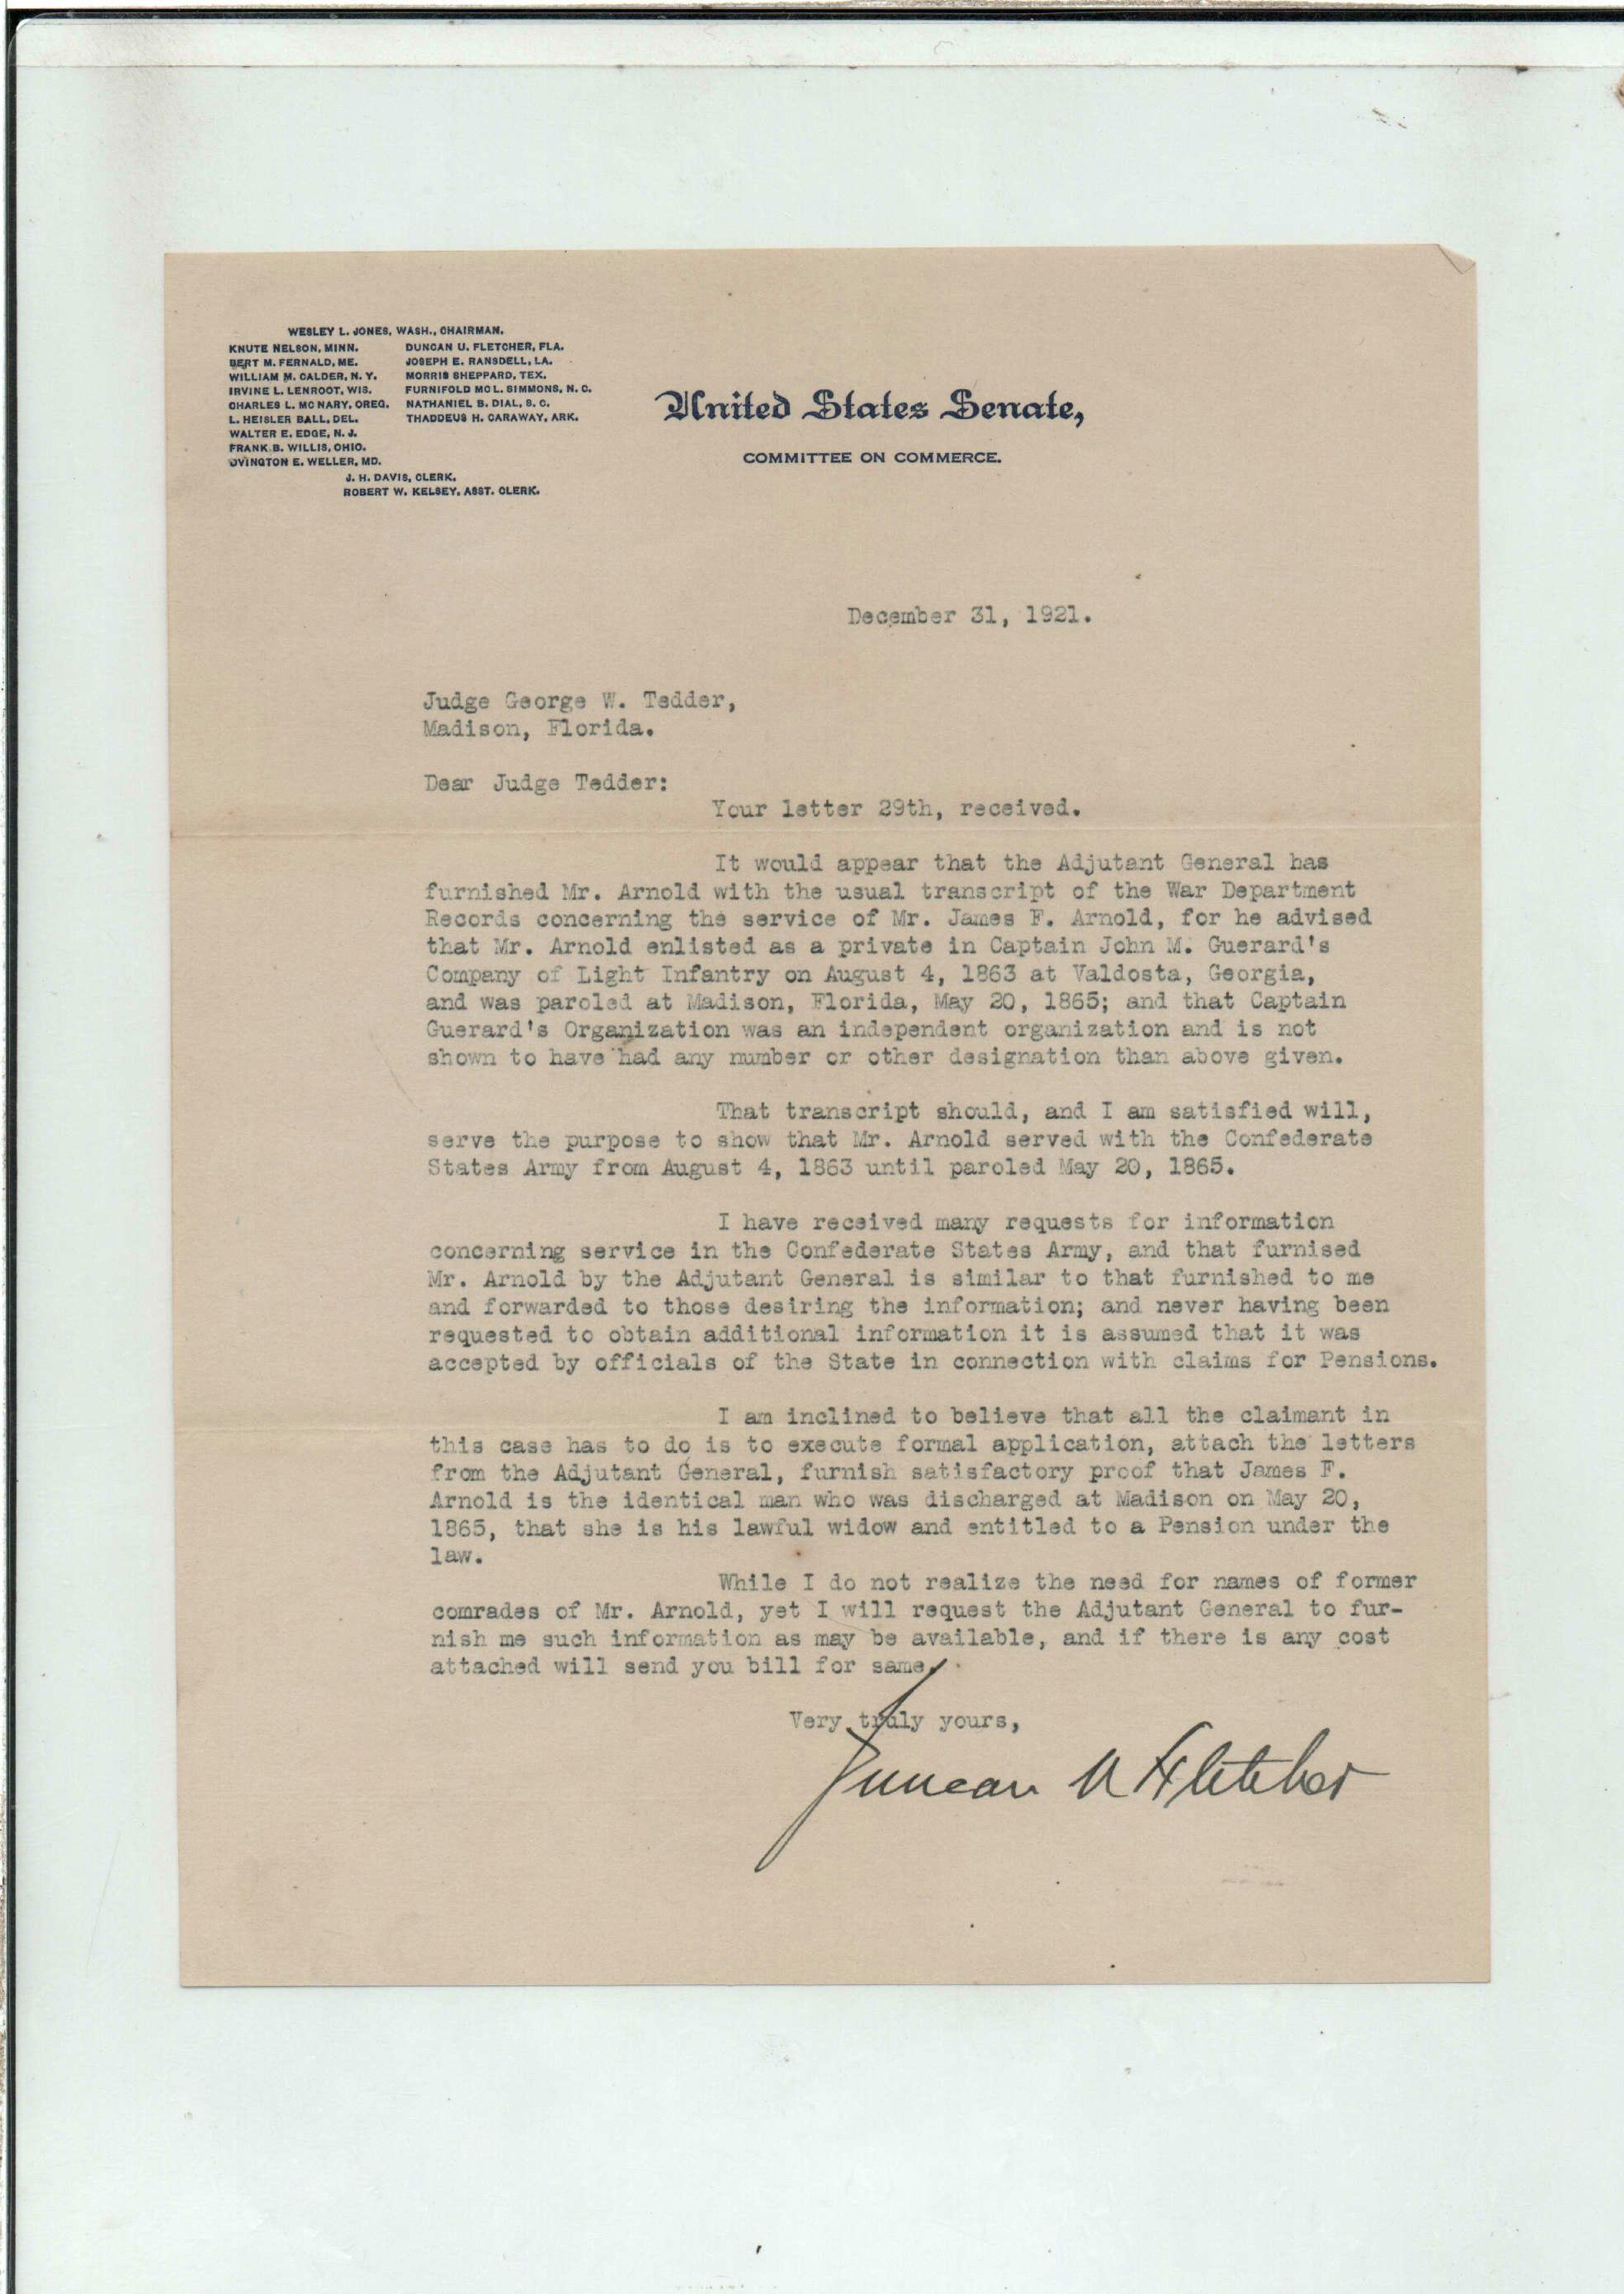 WESLEY L. JONES, WASH., CHAIRMAN.
KNUTE NELSON, MINN.
BERT M. FERNALD, ME.
WILLIAM M. CALDER, N. Y.
IRVINE L. LENROOT, WIS.
CHARLES L. MCNARY, OREG.
L. HEISLER BALL, DEL.
WALTER E. EDGE, N. J.
FRANK B. WILLIS, OHIO.
OVINGTON E. WELLER, MD.
DUNCAN U. FLETCHER, FLA.
JOSEPH E. RANSDELL, LA.
MORRIS SHEPPARD, TEX.
FURNIFOLD MCL. SIMMONS, N. C.
NATHANIEL B. DIAL, S. C.
THADDEUS H. CARAWAY, ARK.
J. H. DAVIS, CLERK.
ROBERT W. KELSEY, ASST. CLERK.
United States Senate,
COMMITTEE ON COMMERCE.
December 31, 1921.
Judge George W. Tedder,
Madison, Florida.
Dear Judge Tedder:
Your letter 29th, received.
It would appear that the Adjutant General has
furnished Mr. Arnold with the usual transcript of the War Department
Records concerning the service of Mr. James F. Arnold, for he advised
that Mr. Arnold enlisted as a private in Captain John M. Guerard's
Company of Light Infantry on August 4, 1863 at Valdosta, Georgia,
and was paroled at Madison, Florida, May 20, 1865; and that Captain
Guerard's Organization was an independent organization and is not
shown to have had any number or other designation than above given.
That transcript should, and I am satisfied will,
serve the purpose to show that Mr. Arnold served with the Confederate
States Army from August 4, 1863 until paroled May 20, 1865.
I have received many requests for information
concerning service in the Confederate States Army, and that furnised
Mr. Arnold by the Adjutant General is similar to that furnished to me
and forwarded to those desiring the information; and never having been
requested to obtain additional information it is assumed that it was
accepted by officials of the State in connection with claims for Pensions.
I am inclined to believe that all the claimant in
this case has to do is to execute formal application, attach the letters
from the Adjutant General, furnish satisfactory proof that James F.
Arnold is the identical man who was discharged at Madison on May 20,
1865, that she is his lawful widow and entitled to a Pension under the
law.
While I do not realize the need for names of former
comrades of Mr. Arnold, yet I will request the Adjutant General to fur-
nish me such information as may be available, and if there is any cost
attached will send you bill for same.
Very truly yours,
Duncan U Fletcher